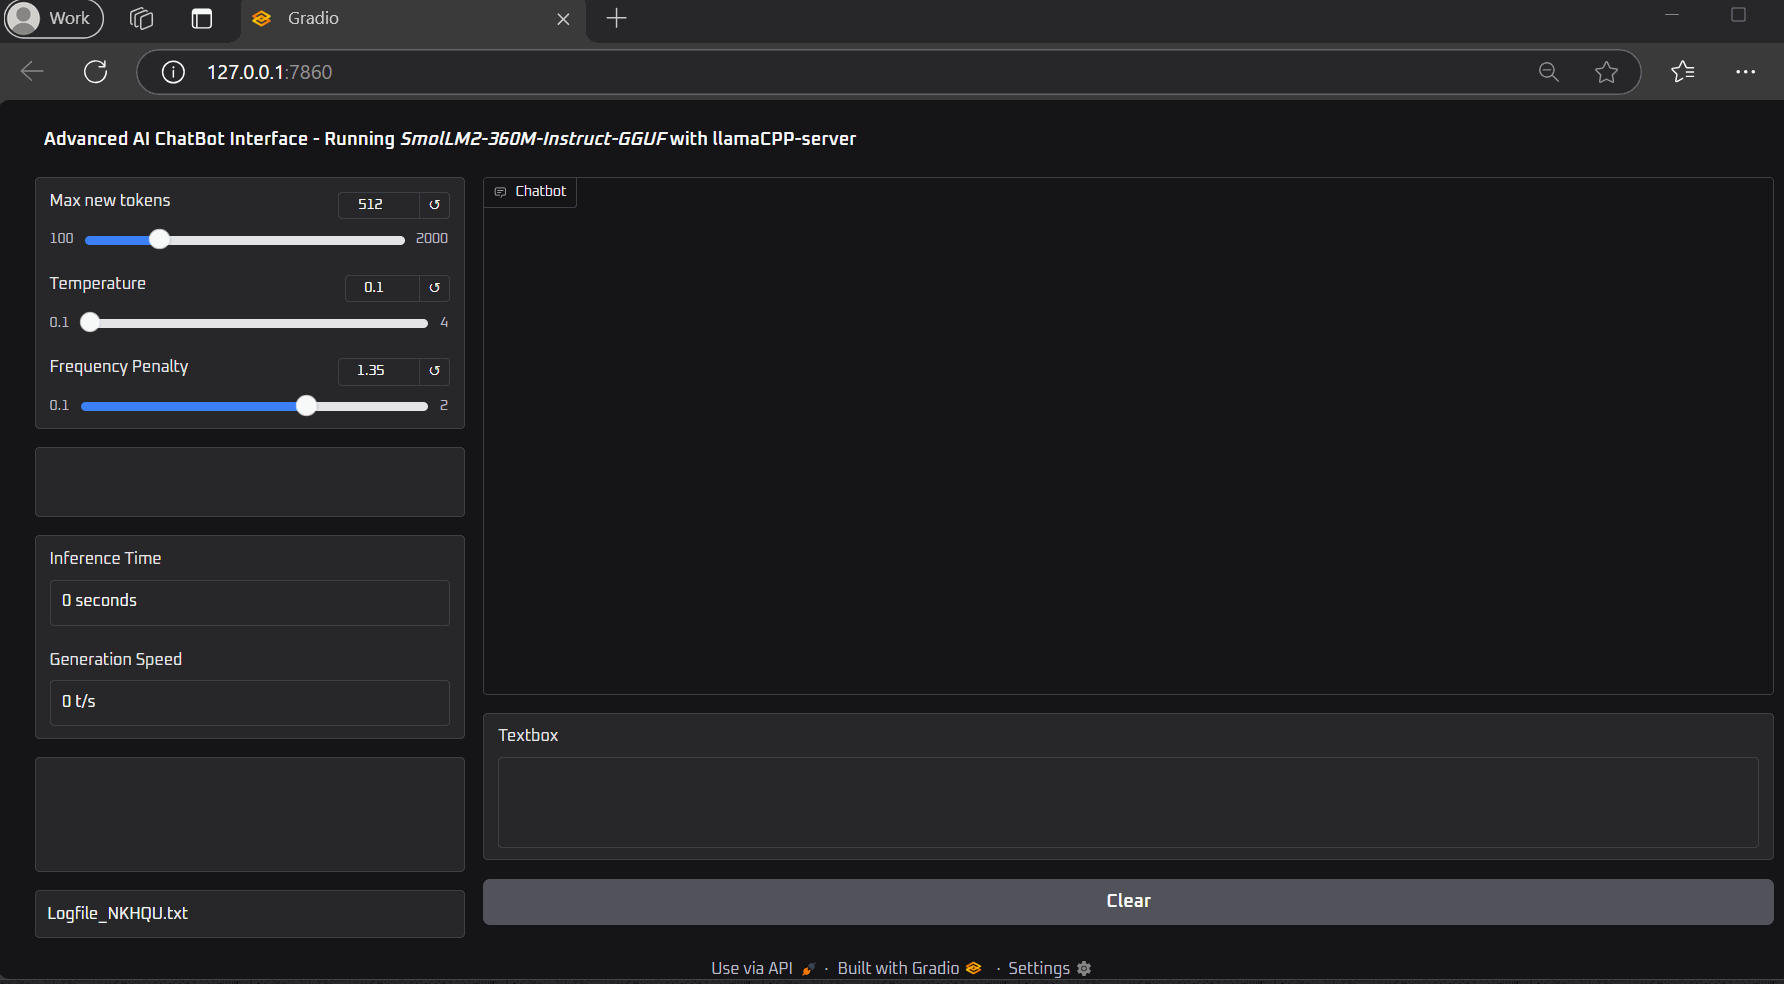 Work
Gradio
127.0.0.1:7860
Advanced AI ChatBot Interface - Running SmolLM2-360M-Instruct-GGUF with llamaCPP-server
Max new tokens
512
100
2000
Temperature
0.1
0.1
4
Frequency Penalty
1.35
0.1
2
Inference Time
0 seconds
Generation Speed
0 t/s
Logfile_NKHQU.txt
Chatbot
Textbox
Clear
Use via API · Built with Gradio · Settings